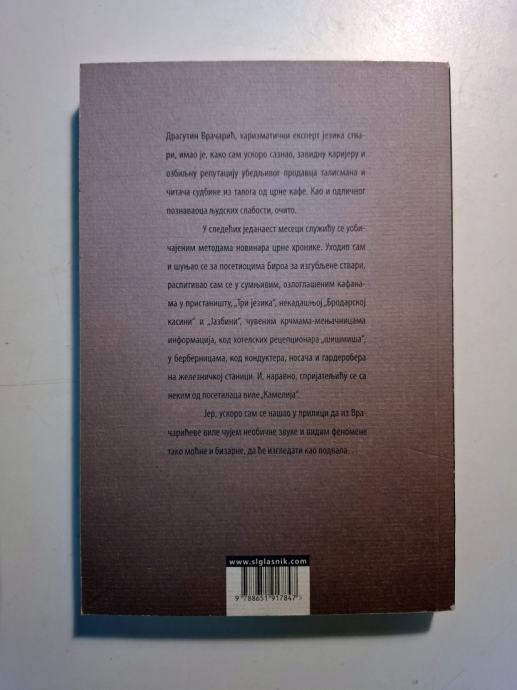 Драгутин Врачарић, харизматични експерт језика ства-
ри, имао је, како сам ускоро сазнао, завидну каријеру и
озбиљну репутацију убедљивог продавца талисмана и
читача судбине из талога од црне кафе. Као и одличног
познаваоца људских слабости, очито.
У следећих једанаест месеци служићу се уоби-
чајеним методама новинара црне хронике. Уходио сам
и шуњао се за посетиоцима Бироа за изгубљене ствари,
распитивао сам се у сумњивим, озлоглашеним кафана-
ма у пристаништу, „Три језика”, некадашњој „Бродарској
касини” и „Јазбини”, чувеним крчмама-мењачницама
информација, код хотелских рецепционара „шишмиша”,
у берберницама, код кондуктера, носача и гардеробера
на железничкој станици. И, наравно, спријатељићу се са
неким од посетилаца виле „Камелија”.
Јер, ускоро сам се нашао у прилици да из Вра-
чарићеве виле чујем необичне звуке и видим феномене
тако моћне и бизарне, да ће изгледати као подвала. . .
www.slglasnik.com
9 788651 917847 >